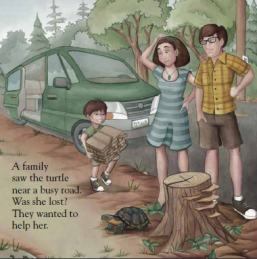 A family
saw the turtle
near a busy road.
Was she lost?
They wanted to
help her.